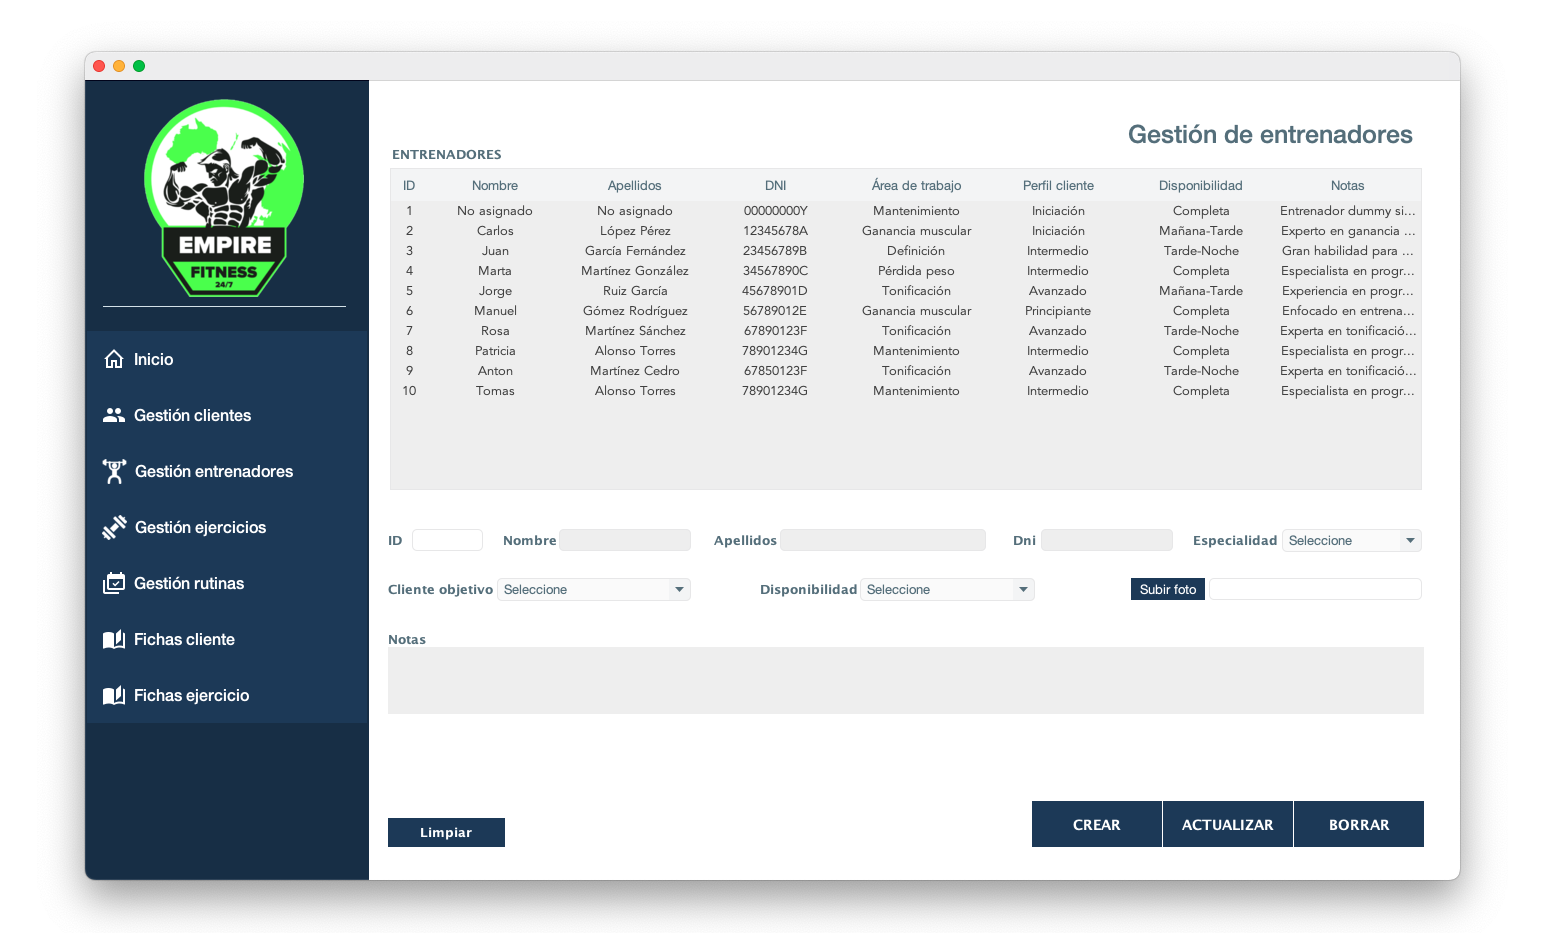 EMPIRE
FITNESS
24/7
Inicio
Gestión clientes
Gestión entrenadores
Gestión ejercicios
Gestión rutinas
Fichas cliente
Fichas ejercicio
Gestión de entrenadores
ENTRENADORES
ID Nombre Apellidos DNI Área de trabajo Perfil cliente Disponibilidad Notas
1 No asignado No asignado 00000000Y Mantenimiento Iniciación Completa Entrenador dummy si...
2 Carlos López Pérez 12345678A Ganancia muscular Iniciación Mañana-Tarde Experto en ganancia ...
3 Juan García Fernández 23456789B Definición Intermedio Tarde-Noche Gran habilidad para ...
4 Marta Martínez González 34567890C Pérdida peso Intermedio Completa Especialista en progr...
5 Jorge Ruiz García 45678901D Tonificación Avanzado Mañana-Tarde Experiencia en progr...
6 Manuel Gómez Rodríguez 56789012E Ganancia muscular Principiante Completa Enfocado en entrena...
7 Rosa Martínez Sánchez 67890123F Tonificación Avanzado Tarde-Noche Experta en tonificació...
8 Patricia Alonso Torres 78901234G Mantenimiento Intermedio Completa Especialista en progr...
9 Anton Martínez Cedro 67850123F Tonificación Avanzado Tarde-Noche Experta en tonificació...
10 Tomas Alonso Torres 78901234G Mantenimiento Intermedio Completa Especialista en progr...
ID Nombre Apellidos Dni Especialidad Seleccione
Cliente objetivo Seleccione Disponibilidad Seleccione Subir foto
Notas
Limpiar CREAR ACTUALIZAR BORRAR